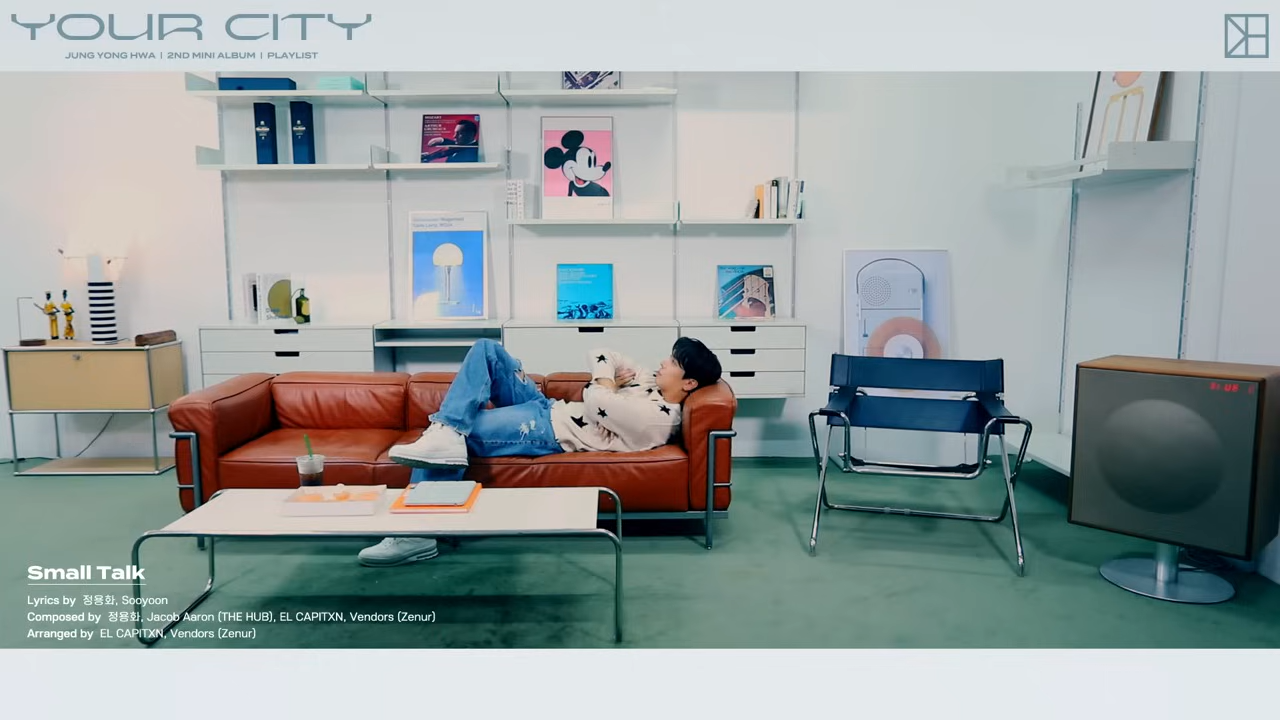 YOUR CITY
JUNG YONG HWA | 2ND MINI ALBUM | PLAYLIST
Small Talk
Lyrics by 정용화, Sooyoon
Composed by 정용화, Jacob Aaron (THE HUB), EL CAPITXN, Vendors (Zenur)
Arranged by EL CAPITXN, Vendors (Zenur)